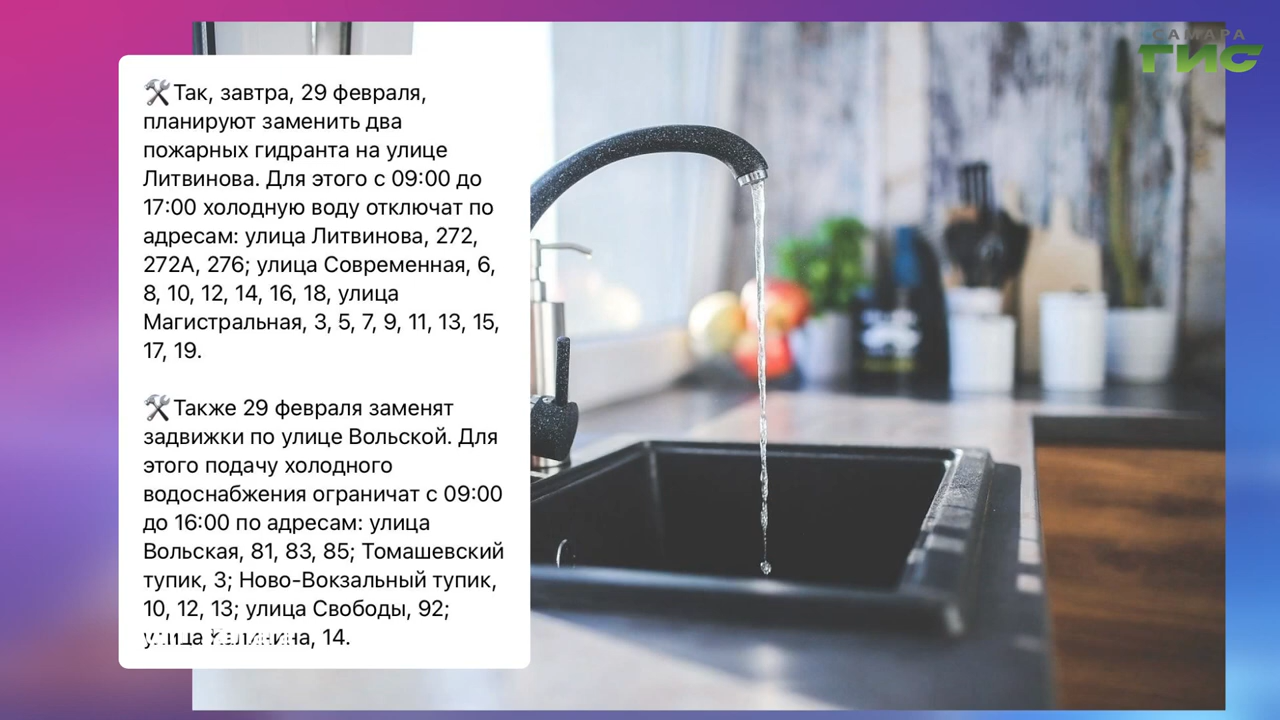 САМАРА
ГИС
Так, завтра, 29 февраля,
планируют заменить два
пожарных гидранта на улице
Литвинова. Для этого с 09:00 до
17:00 холодную воду отключат по
адресам: улица Литвинова, 272,
272А, 276; улица Современная, 6,
8, 10, 12, 14, 16, 18, улица
Магистральная, 3, 5, 7, 9, 11, 13, 15,
17, 19.
Также 29 февраля заменят
задвижки по улице Вольской. Для
этого подачу холодного
водоснабжения ограничат с 09:00
до 16:00 по адресам: улица
Вольская, 81, 83, 85; Томашевский
тупик, 3; Ново-Вокзальный тупик,
10, 12, 13; улица Свободы, 92;
улица Калинина, 14.